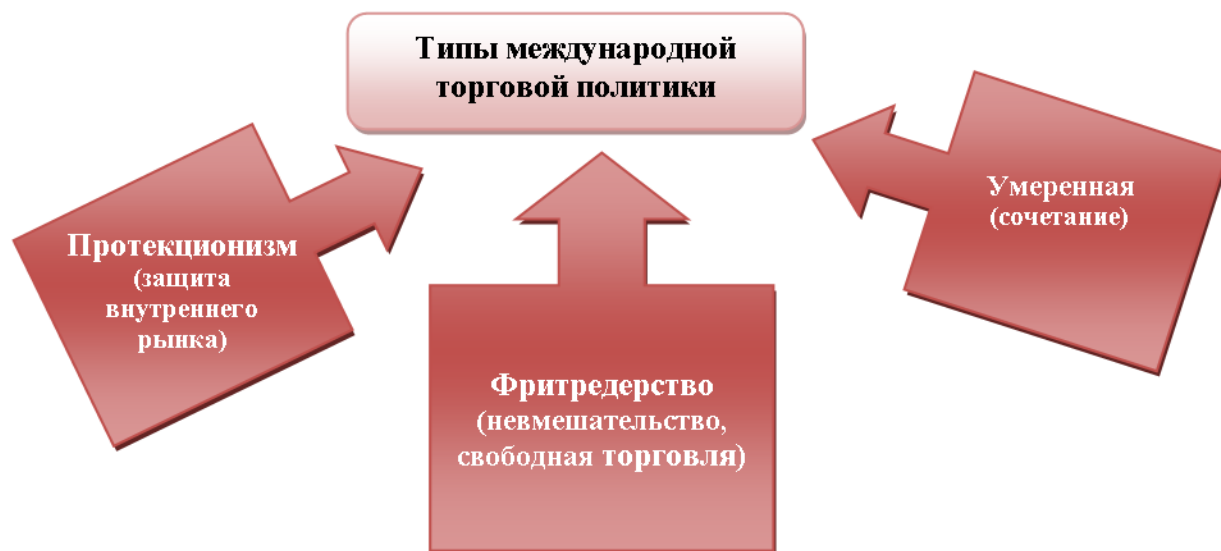 Типы международной
торговой политики
Протекционизм
(защита
внутреннего
рынка)
Фритредерство
(невмешательство,
свободная торговля)
Умеренная
(сочетание)